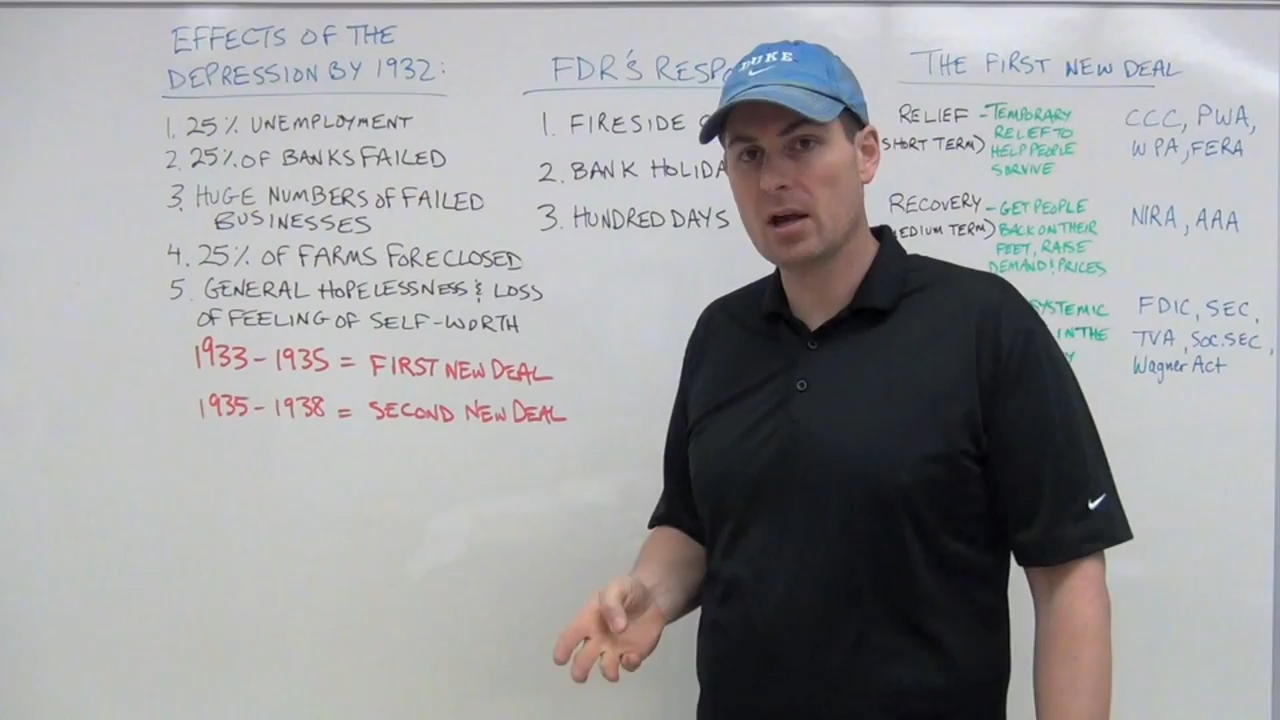 EFFECTS OF THE
DEPRESSION BY 1932:
1. 25% UNEMPLOYMENT
2. 25% OF BANKS FAILED
3. HUGE NUMBERS OF FAILED
BUSINESSES
4. 25% OF FARMS FORECLOSED
5. GENERAL HOPELESSNESS & LOSS
OF FEELING OF SELF-WORTH
1933-1935 = FIRST NEW DEAL
1935-1938 = SECOND NEW DEAL
FDR'S
1. FIRESIDE
2. BANK
3. HUNDRED DAYS
DUKE
THE FIRST NEW DEAL
RELIEF - TEMPORARY
RELIEF TO
SHORT TERM) HELP PEOPLE
SURVIVE
CCC, PWA,
WPA, FERA
RECOVERY - GET PEOPLE
TERM) BACK ON THEIR
FEET, RAISE
DEMAND & PRICES
NIRA, AAA
SYSTEMIC
IN THE
FDIC, SEC,
TVA, SOC. SEC,
Wagner Act